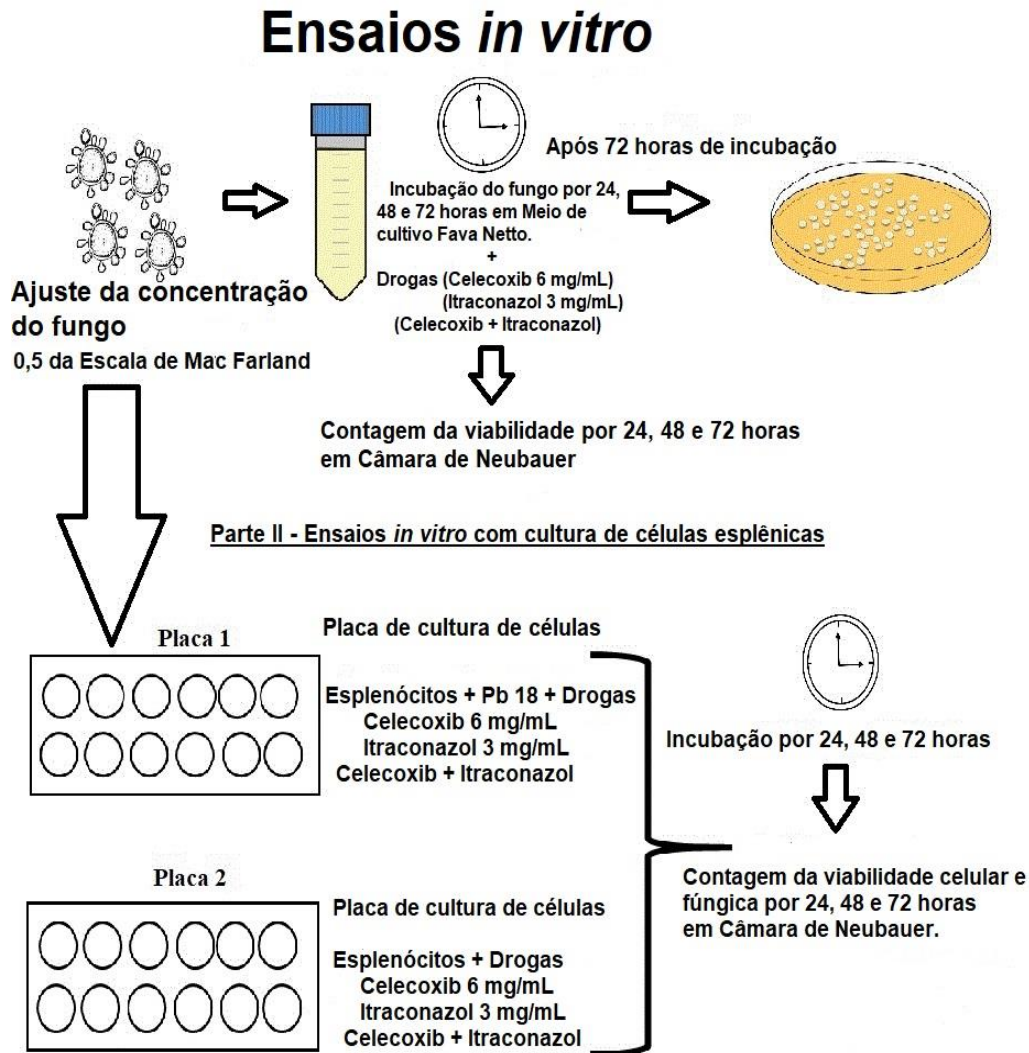 Ensaios in vitro
Após 72 horas de incubação
Incubação do fungo por 24,
48 e 72 horas em Meio de
cultivo Fava Netto.
+
Drogas (Celecoxib 6 mg/mL)
(Itraconazol 3 mg/mL)
(Celecoxib + Itraconazol)
Ajuste da concentração
do fungo
0,5 da Escala de Mac Farland
Contagem da viabilidade por 24, 48 e 72 horas
em Câmara de Neubauer
Parte II - Ensaios in vitro com cultura de células esplênicas
Placa 1
Placa de cultura de células
Esplenócitos + Pb 18 + Drogas
Celecoxib 6 mg/mL
Itraconazol 3 mg/mL
Celecoxib + Itraconazol
Incubação por 24, 48 e 72 horas
Placa 2
Placa de cultura de células
Esplenócitos + Drogas
Celecoxib 6 mg/mL
Itraconazol 3 mg/mL
Celecoxib + Itraconazol
Contagem da viabilidade celular e
fúngica por 24, 48 e 72 horas
em Câmara de Neubauer.